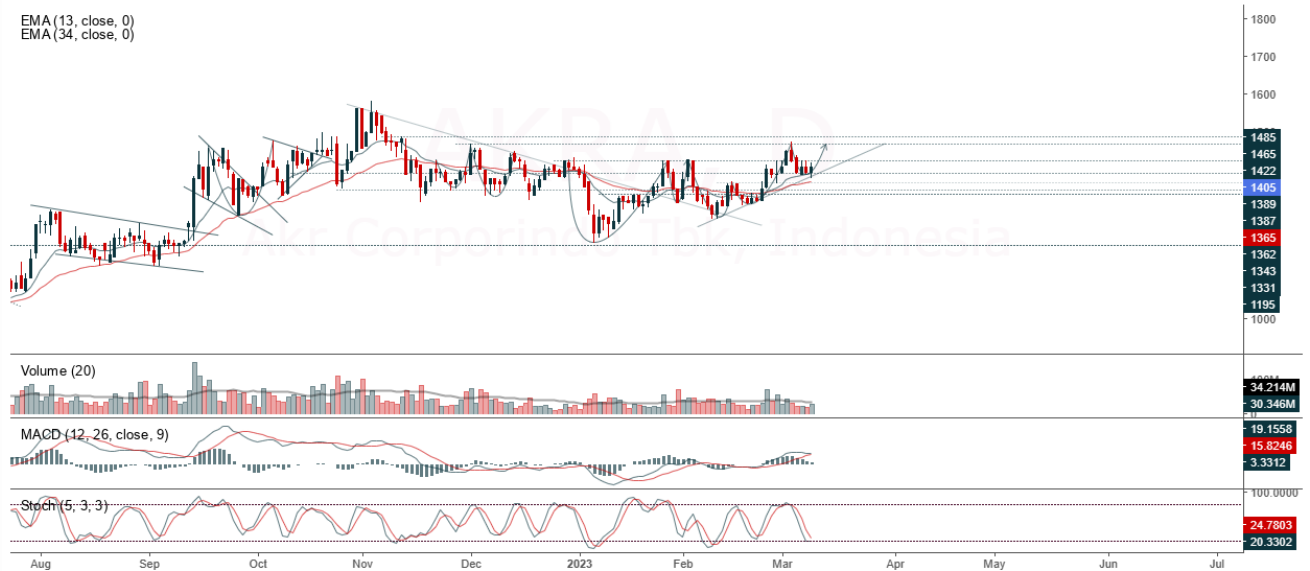 EMA (13, close, 0)
EMA (34, close, 0)
AKRA, D
Akr Corporindo Tbk, Indonesia
1800
1700
1600
1485
1465
1422
1405
1389
1387
1365
1362
1343
1331
1195
1000
Volume (20)
34.214M
30.346M
0
MACD (12, 26, close, 9)
19.1558
15.8246
3.3312
Stoch (5, 3, 3)
100.0000
24.7803
20.3302
Aug Sep Oct Nov Dec 2023 Feb Mar Apr May Jun Jul